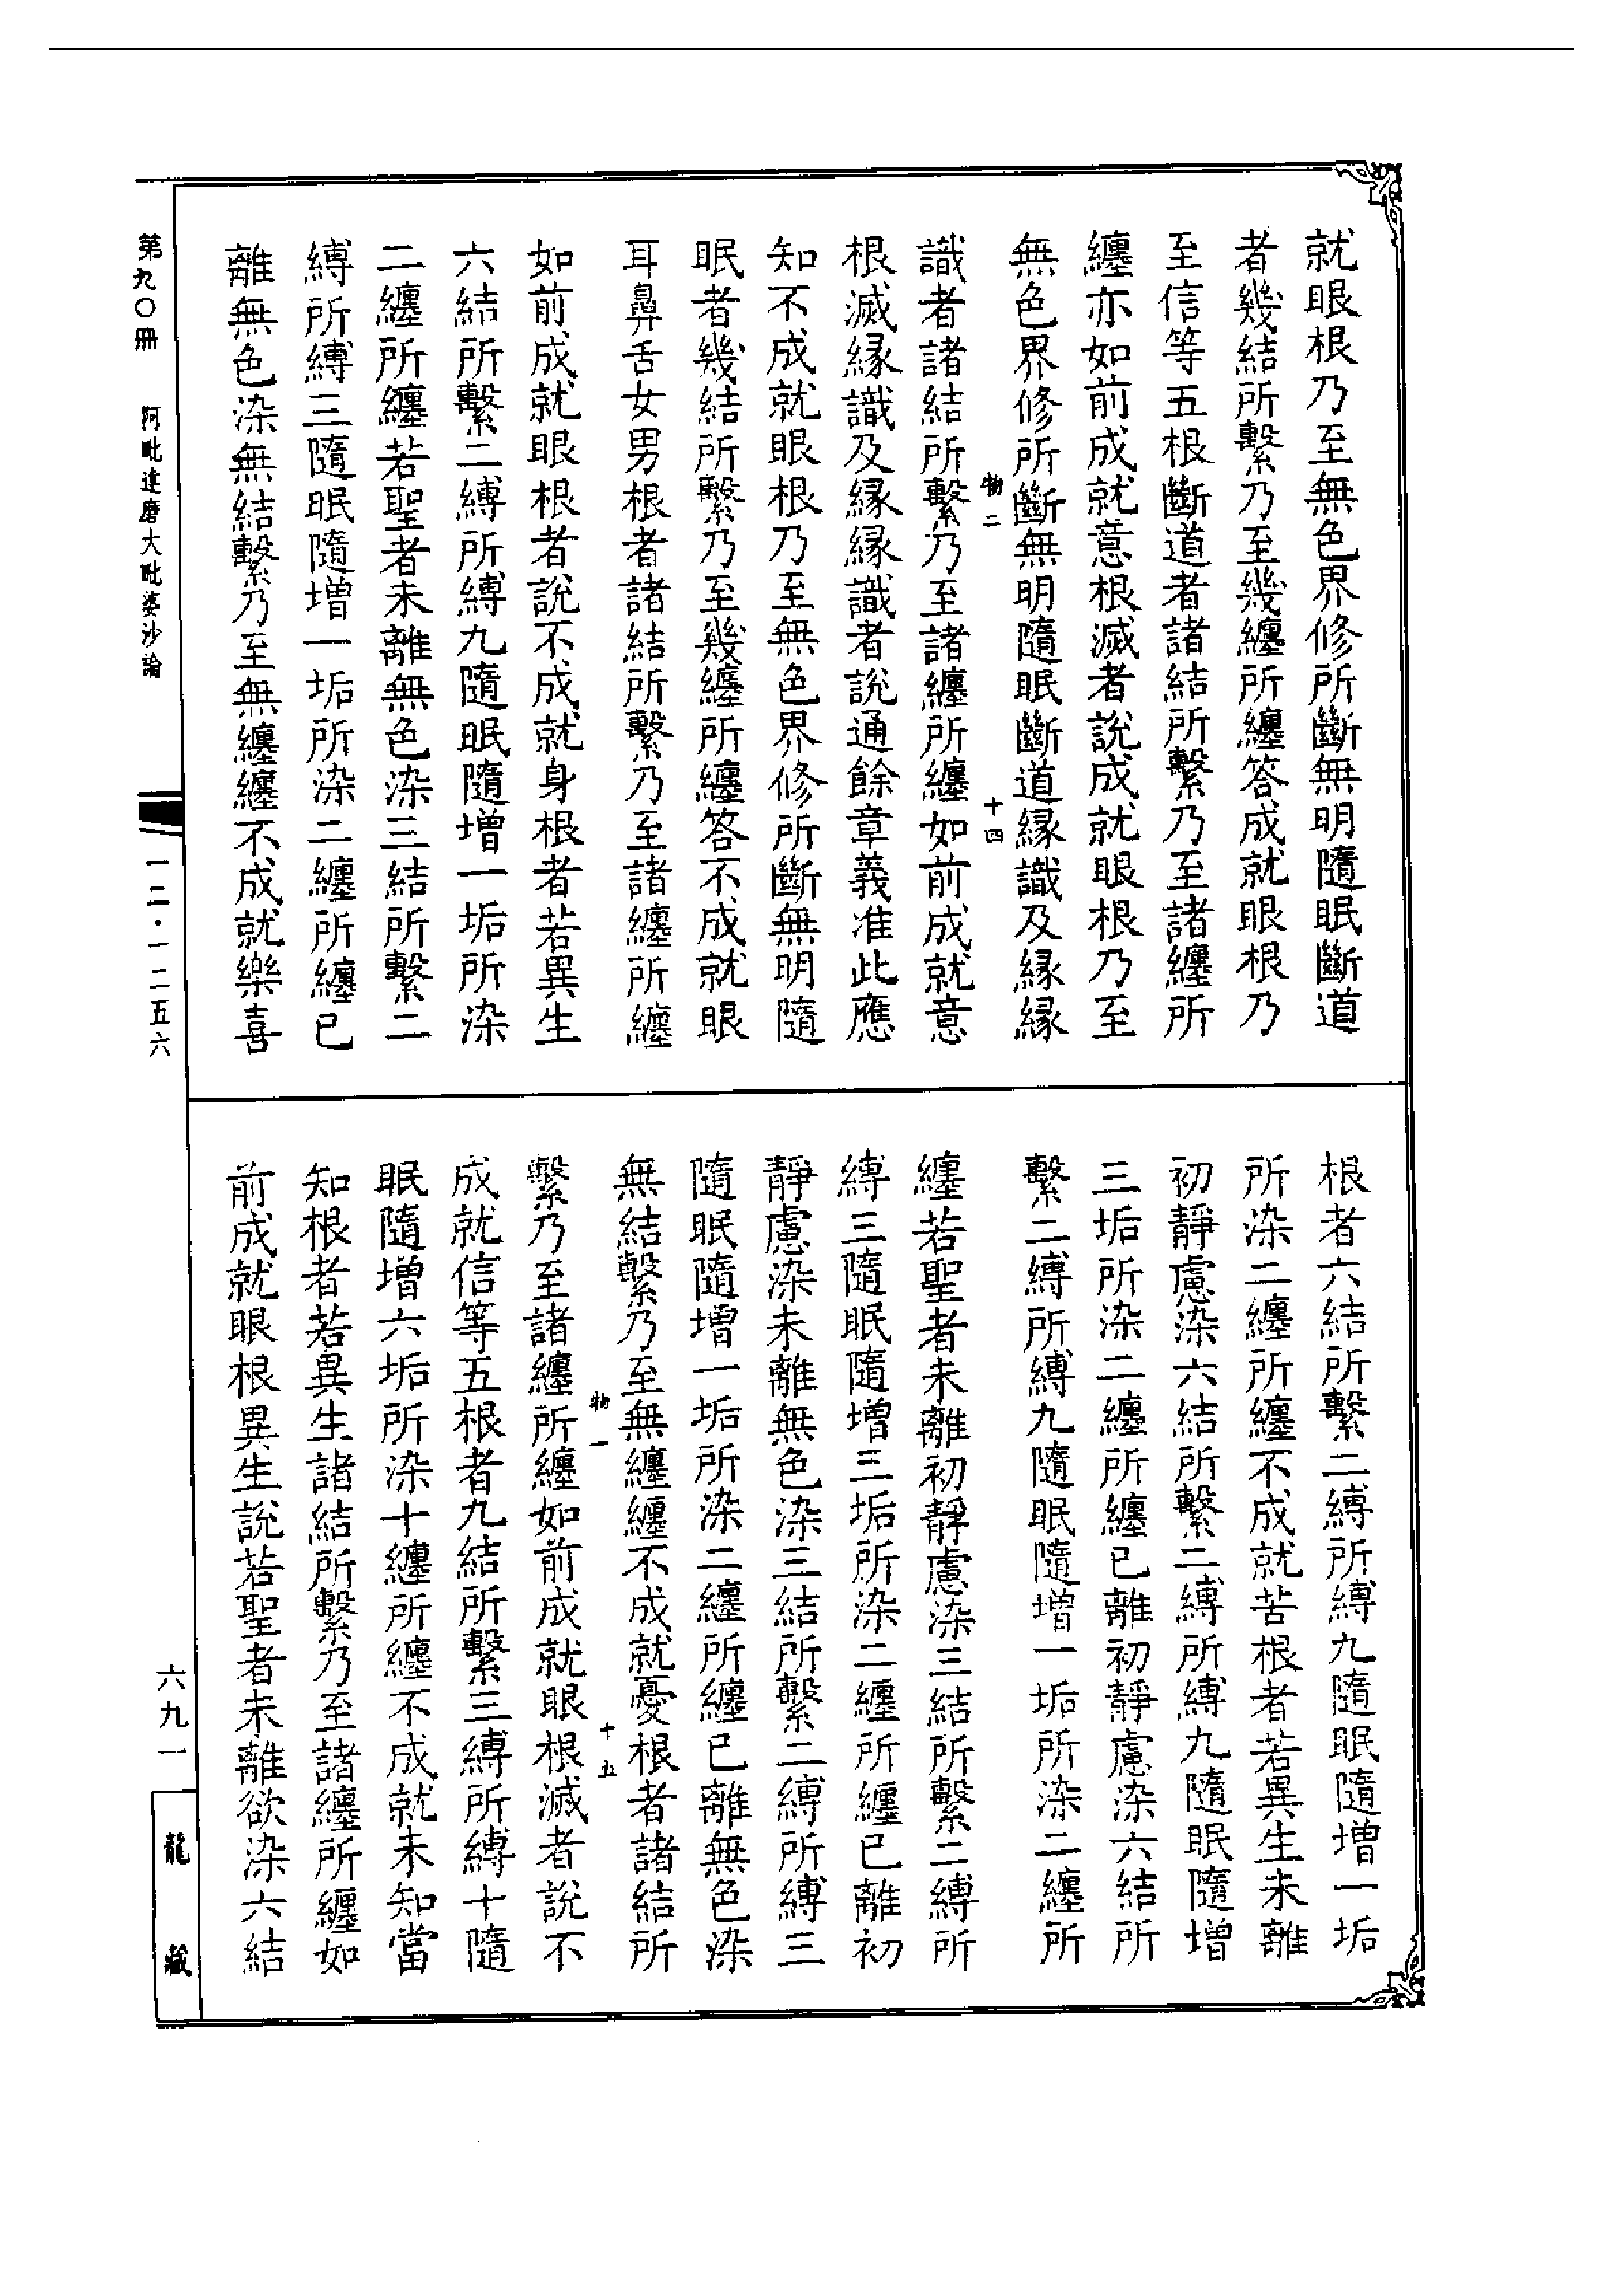 就眼根乃至無色界修所斷無明隨眠斷道
者幾結所繫乃至幾纏所纏答成就眼根乃
至信等五根斷道者諸結所繫乃至諸纏所
纏亦如前成就意根滅者說成就眼根乃至
無色界修所斷無明隨眠斷道緣識及緣緣
物二 十四
識者諸結所繫乃至諸纏所纏如前成就意
根滅緣識及緣緣識者說通餘章義准此應
知不成就眼根乃至無色界修所斷無明隨
眠者幾結所繫乃至幾纏所纏答不成就眼
耳鼻舌女男根者諸結所繫乃至諸纏所纏
如前成就眼根者說不成就身根者若異生
六結所繫二縛所縛九隨眠隨增一垢所染
二纏所纏若聖者未離無色染三結所繫二
縛所縛三隨眠隨增一垢所染二纏所纏已
離無色染無結繫乃至無纏纏不成就樂喜
根者六結所繫二縛所縛九隨眠隨增一垢
所染二纏所纏不成就苦根者若異生未離
初靜慮染六結所繫二縛所縛九隨眠隨增
三垢所染二纏所纏已離初靜慮染六結所
繫二縛所縛九隨眠隨增一垢所染二纏所
纏若聖者未離初靜慮染三結所繫二縛所
縛三隨眠隨增三垢所染二纏所纏已離初
靜慮染未離無色染三結所繫二縛所縛三
隨眠隨增一垢所染二纏所纏已離無色染
無結繫乃至無纏纏不成就憂根者諸結所
物一 十五
繫乃至諸纏所纏如前成就眼根滅者說不
成就信等五根者九結所繫三縛所縛十隨
眠隨增六垢所染十纏所纏不成就未知當
知根者若異生諸結所繫乃至諸纏所纏如
前成就眼根異生說若聖者未離欲染六結
第九〇冊 阿毗達磨大毗婆沙論
一二·一二五六
六九一
龍藏